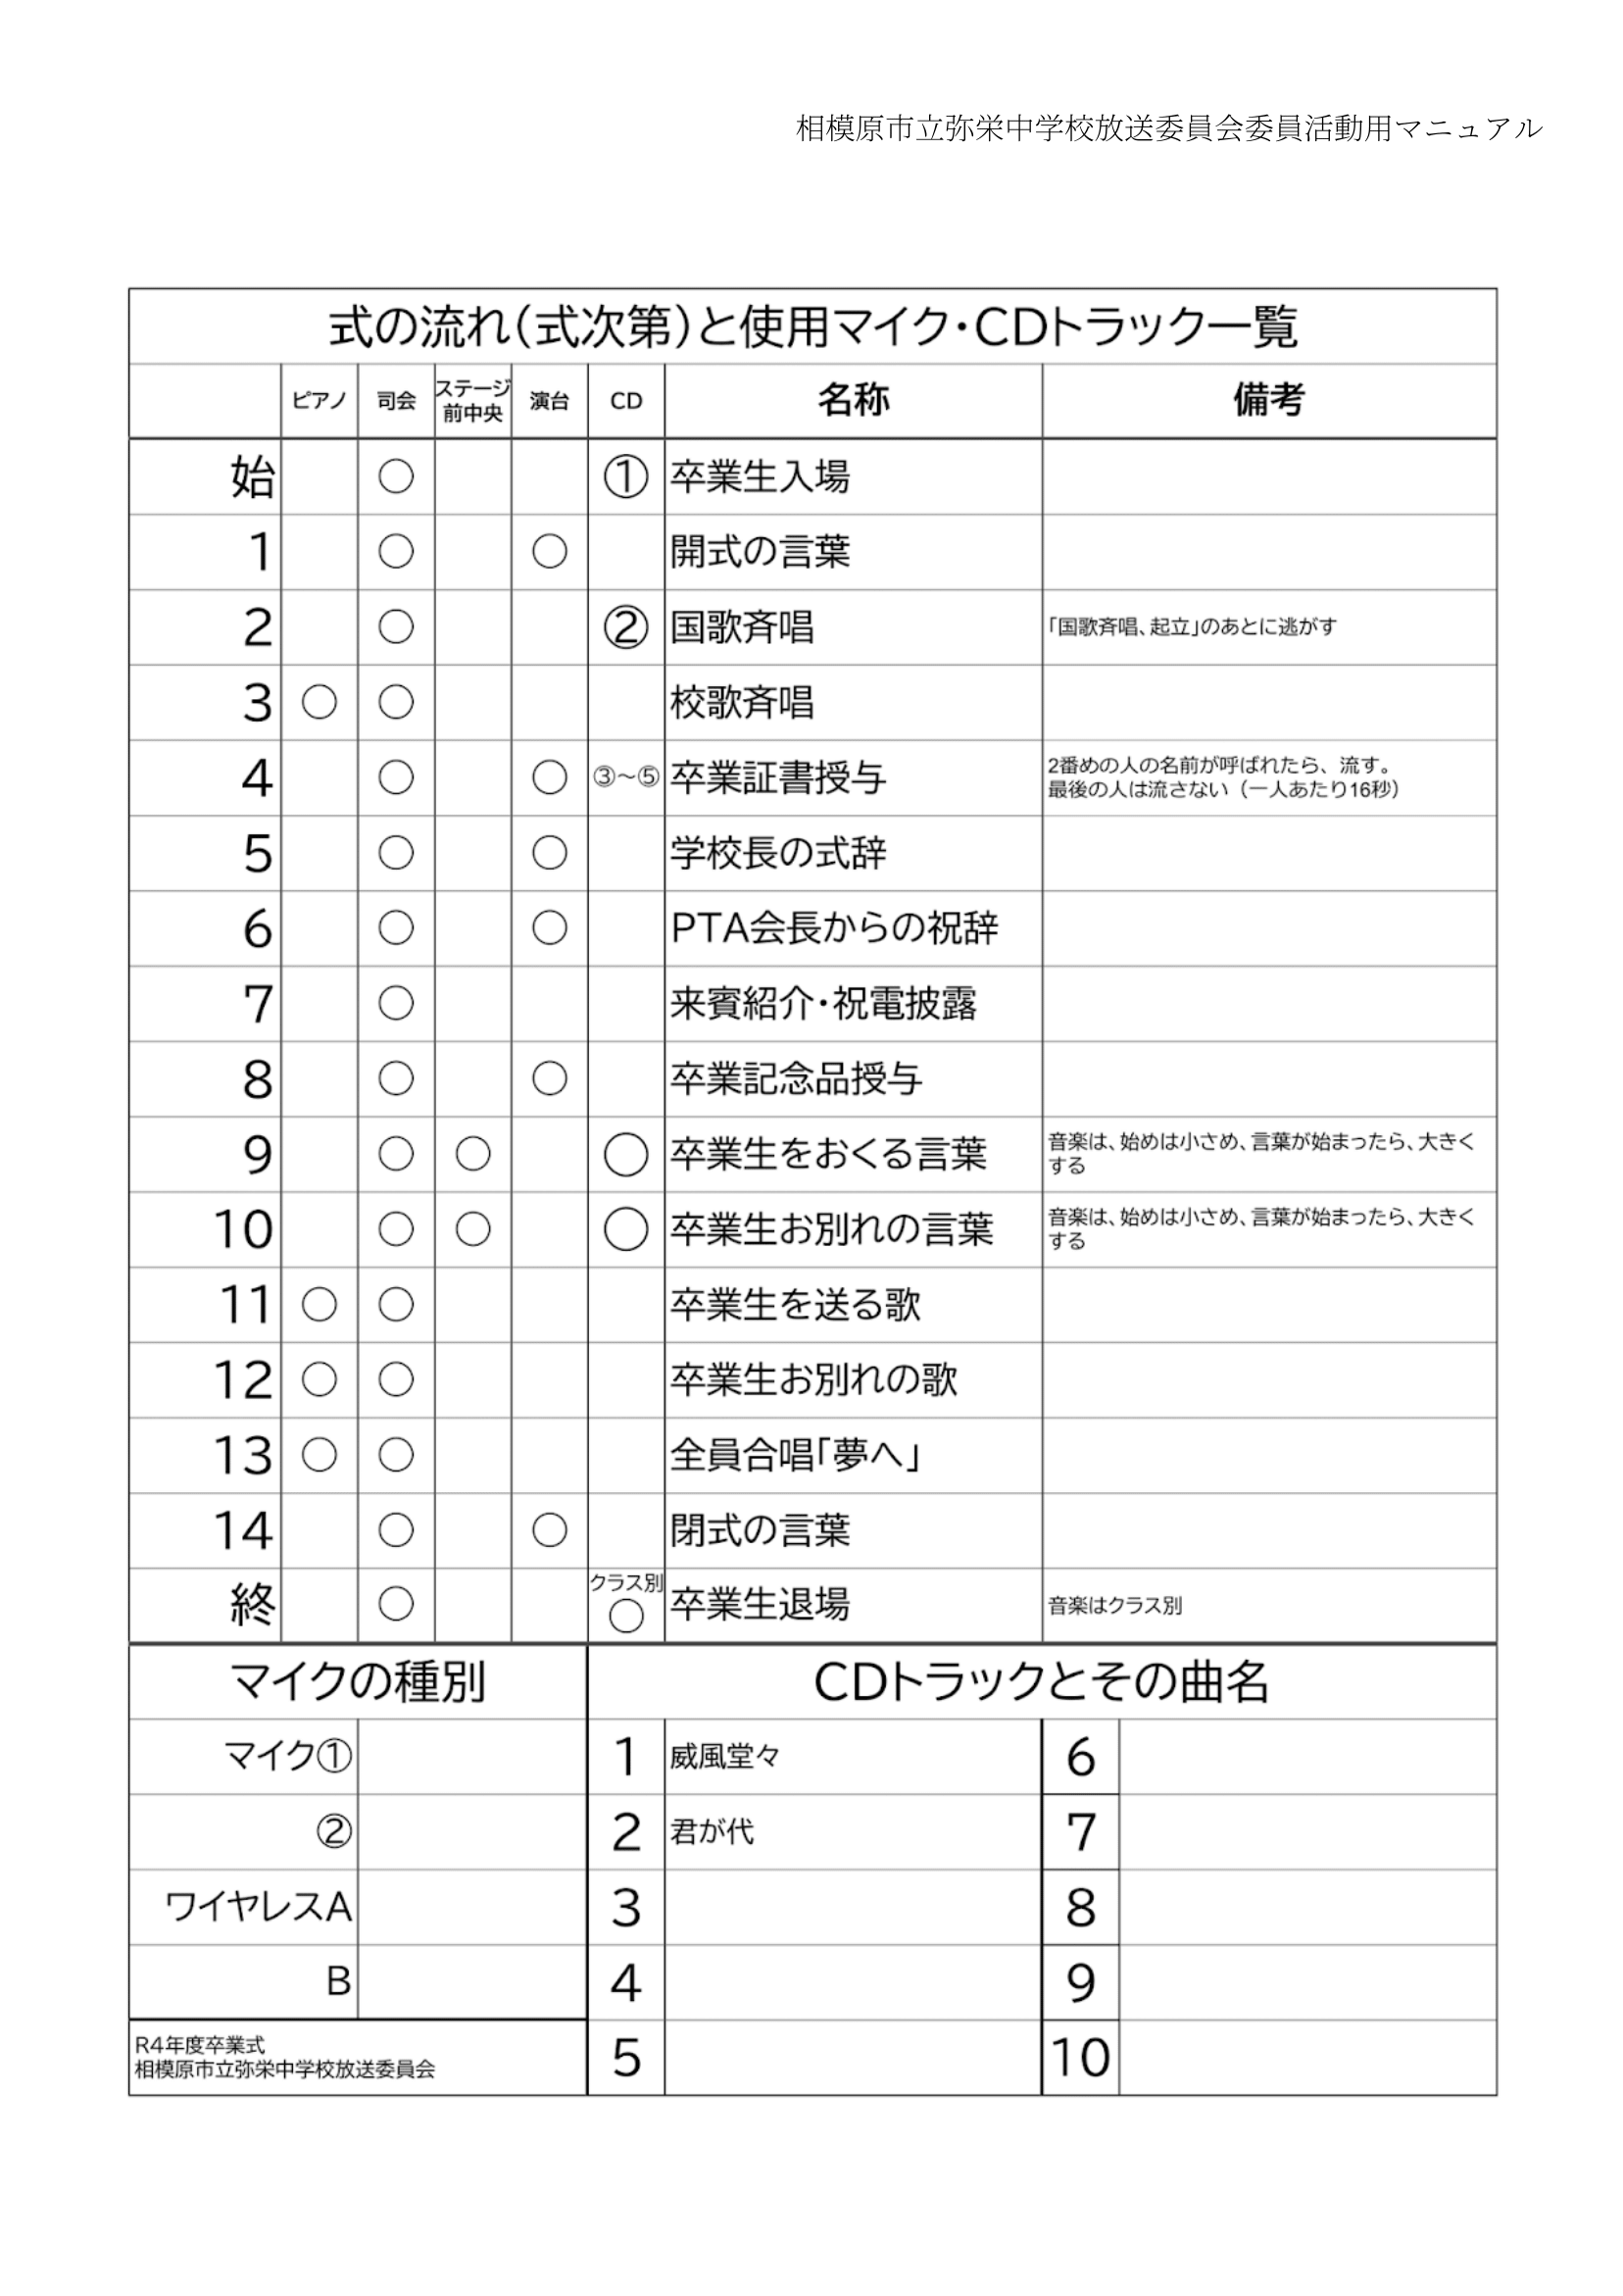 相模原市立弥栄中学校放送委員会委員活動用マニュアル
式の流れ(式次第)と使用マイク・CDトラック一覧
ピアノ 司会 ステージ前中央 演台 CD 名称 備考
始 ○ ① 卒業生入場
1 ○ ○ 開式の言葉
2 ○ ② 国歌斉唱 「国歌斉唱、起立」のあとに逃がす
3 ○ ○ 校歌斉唱
4 ○ ○ ③〜⑤ 卒業証書授与 2番めの人の名前が呼ばれたら、流す。
最後の人は流さない（一人あたり16秒）
5 ○ ○ 学校長の式辞
6 ○ ○ PTA会長からの祝辞
7 ○ 来賓紹介・祝電披露
8 ○ ○ 卒業記念品授与
9 ○ ○ ○ 卒業生をおくる言葉 音楽は、始めは小さめ、言葉が始まったら、大きく
する
10 ○ ○ ○ 卒業生お別れの言葉 音楽は、始めは小さめ、言葉が始まったら、大きく
する
11 ○ ○ 卒業生を送る歌
12 ○ ○ 卒業生お別れの歌
13 ○ ○ 全員合唱「夢へ」
14 ○ ○ 閉式の言葉
終 ○ クラス別 ○ 卒業生退場 音楽はクラス別
マイクの種別 CDトラックとその曲名
マイク① 1 威風堂々 6
② 2 君が代 7
ワイヤレスA 3 8
B 4 9
R4年度卒業式
相模原市立弥栄中学校放送委員会
5 10